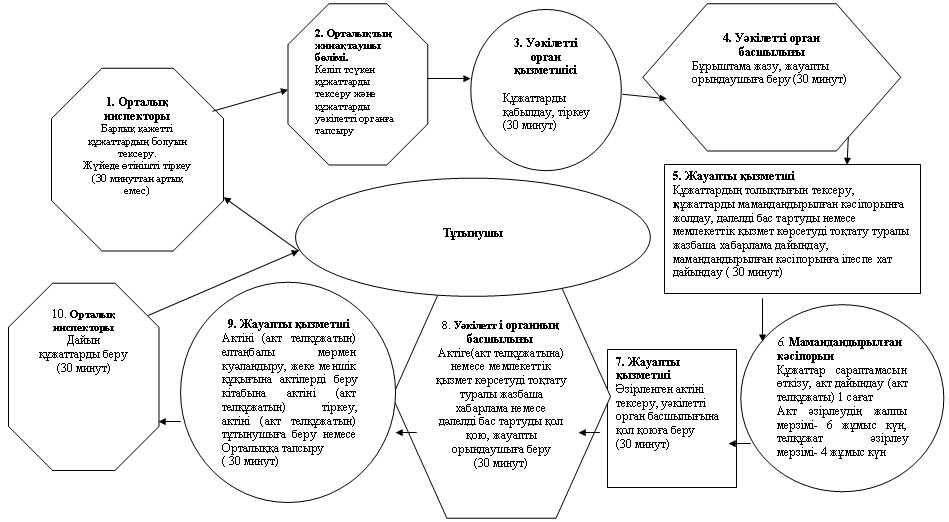 1. Орталық
инспекторы
Барлық қажетті
құжаттардың болуын
тексеру.
Жүйеде өтінішті тіркеу
(30 минуттан артық
емес)
2. Орталықтың
жинақтаушы
бөлімі.
Келіп тсүкен
құжаттарды
тексеру және
құжаттарды
уәкілетті органға
тапсыру
3. Уәкілетті
орган
қызметшісі
Құжаттарды
қабылдау, тіркеу
(30 минут)
4. Уәкілетті орган
басшылығы
Бұрыштама жазу, жауапты
орындаушыға беру (30 минут)
5. Жауапты қызметші
Құжаттардың толықтығын тексеру,
құжаттарды мамандандырылған кәсіпорынға
жолдау, дәлелді бас тартуды немесе
мемлекеттік қызмет көрсетуді тоқтату туралы
жазбаша хабарлама дайындау,
мамандандырылған кәсіпорынға ілеспе хат
дайындау ( 30 минут)
Тұтынушы
6. Мамандандырылған
кәсіпорын
Құжаттар сараптамасын
өткізу, акт дайындау (акт
телқұжаты) 1 сағат
Акт әзірлеудің жалпы
мерзімі- 6 жұмыс күн,
телқұжат әзірлеу
мерзімі- 4 жұмыс күн
7. Жауапты
қызметші
Әзірленген актіні
тексеру, уәкілетті
орган басшылығына
қол қоюға беру
(30 минут)
8. Уәкілетт і органның
басшылығы
Актіге(акт телқұжатына)
немесе мемлекеттік
қызмет көрсетуді тоқтату
туралы жазбаша
хабарлама немесе
дәлелді бас тартуды қол
қою, жауапты
орындаушыға беру
(30 минут)
9. Жауапты қызметші
Актіні (акт телқұжатын)
елтаңбалы мөрмен
куәландыру, жеке меншік
құқығына актілерді беру
кітабына актіні (акт
телқұжатын) тіркеу,
актіні (акт телқұжатын)
тұтынушыға беру немесе
Орталыққа тапсыру
( 30 минут)
10. Орталық
инспекторы
Дайын
құжаттарды беру
(30 минут)